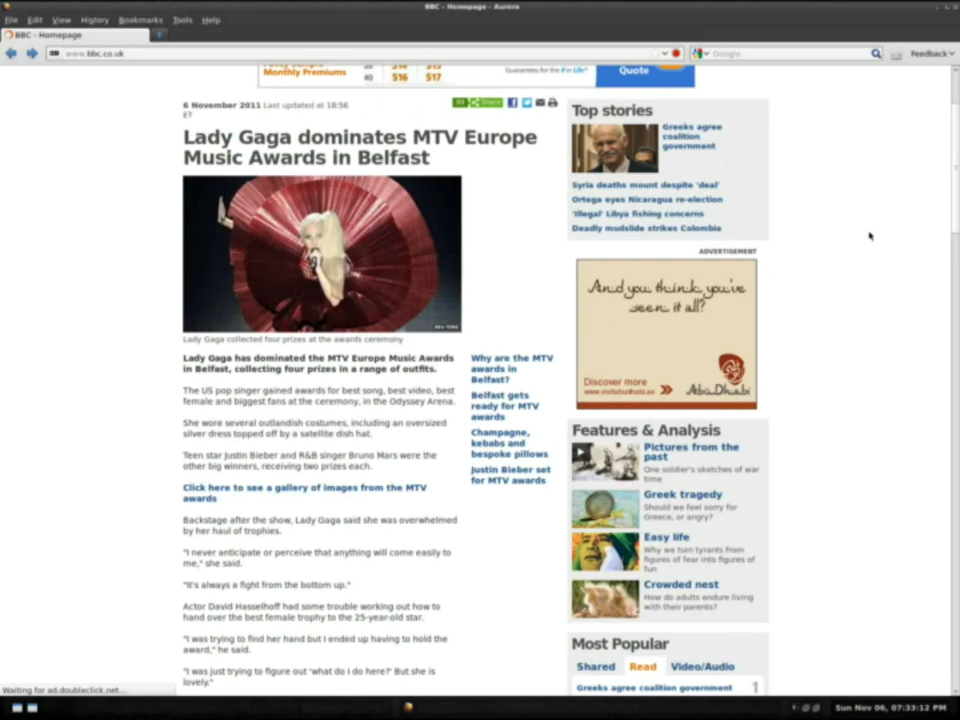 BBC - Homepage - Aurora
File Edit View History Bookmarks Tools Help
BBC - Homepage
www.bbc.co.uk
Google
Feedback
Monthly Premiums
40 $16 $17
Guarantees for the if in Life
Quote
6 November 2011 Last updated at 18:56
ET
Share
Lady Gaga dominates MTV Europe
Music Awards in Belfast
REUTERS
Lady Gaga collected four prizes at the awards ceremony
Lady Gaga has dominated the MTV Europe Music Awards
in Belfast, collecting four prizes in a range of outfits.
The US pop singer gained awards for best song, best video, best
female and biggest fans at the ceremony, in the Odyssey Arena.
She wore several outlandish costumes, including an oversized
silver dress topped off by a satellite dish hat.
Teen star Justin Bieber and R&B singer Bruno Mars were the
other big winners, receiving two prizes each.
Click here to see a gallery of images from the MTV
awards
Backstage after the show, Lady Gaga said she was overwhelmed
by her haul of trophies.
"I never anticipate or perceive that anything will come easily to
me," she said.
"It's always a fight from the bottom up."
Actor David Hasselhoff had some trouble working out how to
hand over the best female trophy to the 25-year-old star.
"I was trying to find her hand but I ended up having to hold the
award," he said.
"I was just trying to figure out 'what do I do here?' But she is
lovely."
Why are the MTV
awards in
Belfast?
Belfast gets
ready for MTV
awards
Champagne,
kebabs and
bespoke pillows
Justin Bieber set
for MTV awards
Top stories
Greeks agree
coalition
government
Syria deaths mount despite 'deal'
Ortega eyes Nicaragua re-election
'Illegal' Libya fishing concerns
Deadly mudslide strikes Colombia
ADVERTISEMENT
And you think you've
seen it all?
Discover more
www.visitabudhabi.ae
Abu Dhabi
Features & Analysis
Pictures from the
past
One soldier's sketches of war
time
Greek tragedy
Should we feel sorry for
Greece, or angry?
Easy life
Why we turn tyrants from
figures of fear into figures of
fun
Crowded nest
How do adults endure living
with their parents?
Most Popular
Shared Read Video/Audio
Greeks agree coalition government 1
Waiting for ad.doubleclick.net...
Sun Nov 06, 07:33:12 PM